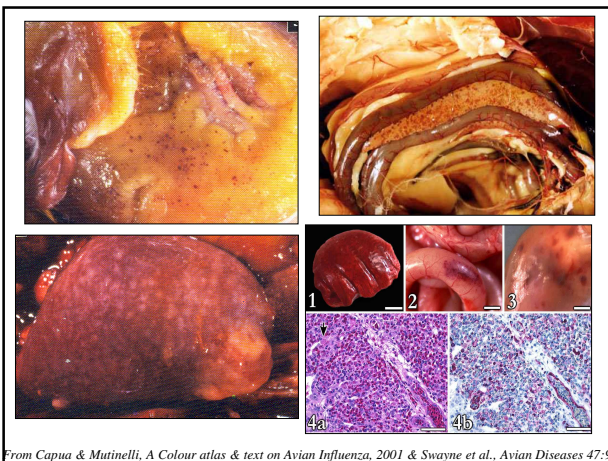 1
2
3
4a
4b
From Capua & Mutinelli, A Colour atlas & text on Avian Influenza, 2001 & Swayne et al., Avian Diseases 47:9